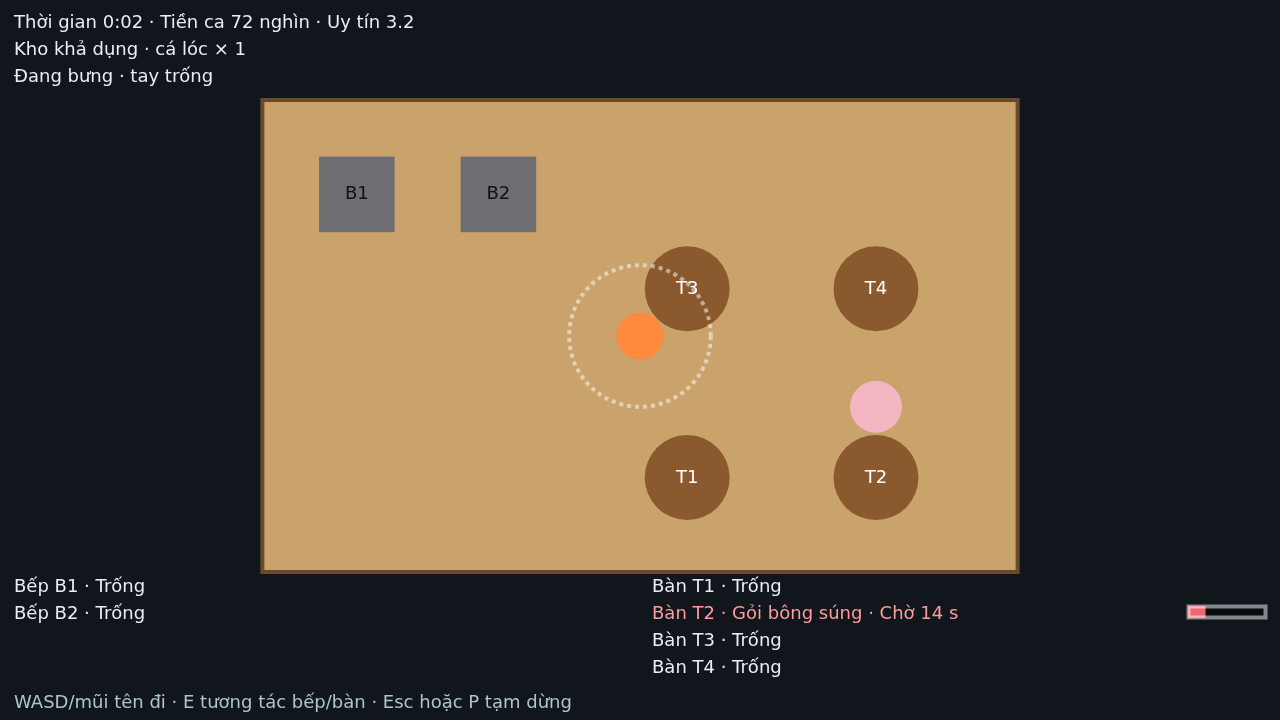 Thời gian 0:02 · Tiền ca 72 nghìn · Uy tín 3.2
Kho khả dụng · cá lóc × 1
Đang bưng · tay trống
B1
B2
T3
T4
T1
T2
Bếp B1 · Trống
Bếp B2 · Trống
Bàn T1 · Trống
Bàn T2 · Gỏi bông súng · Chờ 14 s
Bàn T3 · Trống
Bàn T4 · Trống
WASD/mũi tên đi · E tương tác bếp/bàn · Esc hoặc P tạm dừng